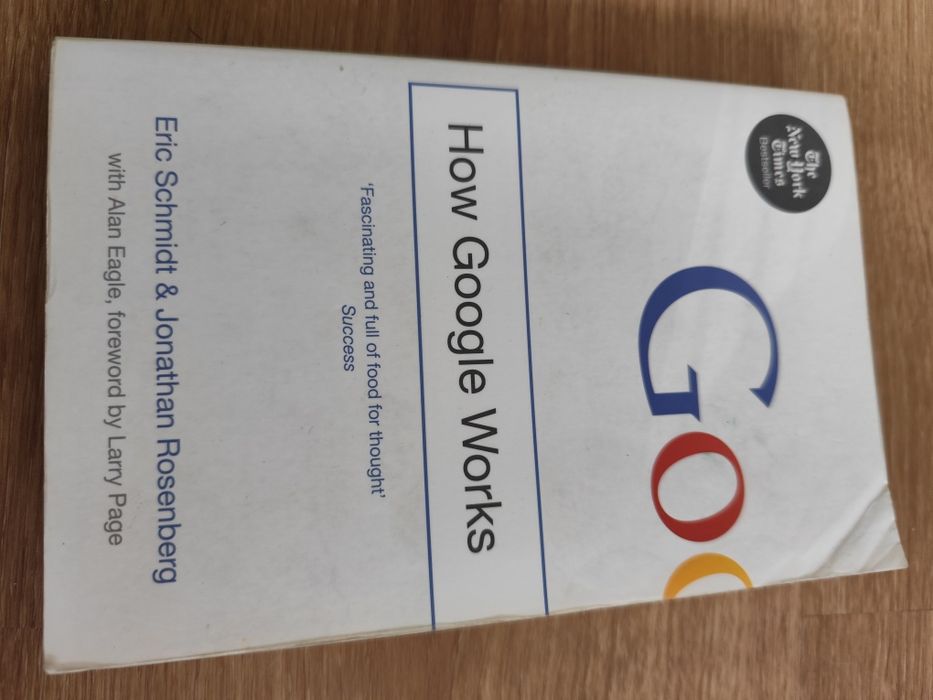 The
New York
Times
Bestseller
Goo
How Google Works
'Fascinating and full of food for thought'
Success
Eric Schmidt & Jonathan Rosenberg
with Alan Eagle, foreword by Larry Page